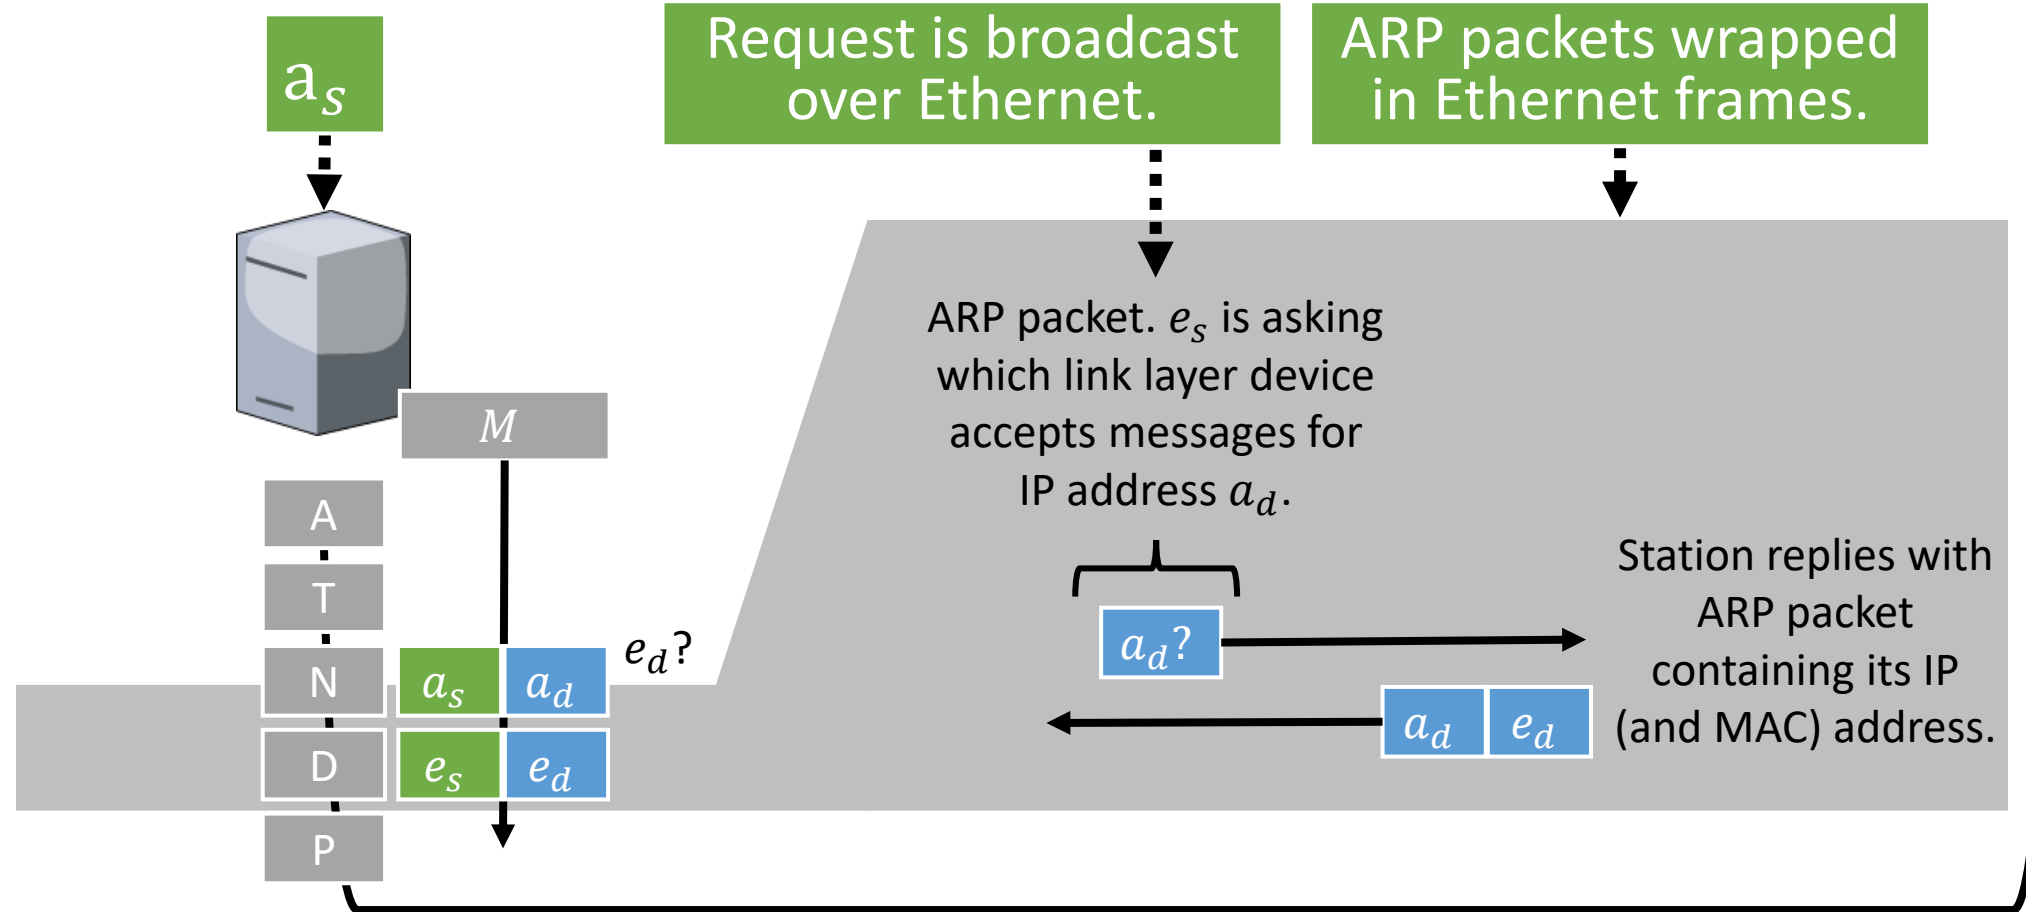 a_s
Request is broadcast
over Ethernet.
ARP packets wrapped
in Ethernet frames.
ARP packet. e_s is asking
which link layer device
accepts messages for
IP address a_d.
M
A
T
N
D
P
a_s a_d
e_d?
e_s e_d
a_d?
a_d e_d
Station replies with
ARP packet
containing its IP
(and MAC) address.